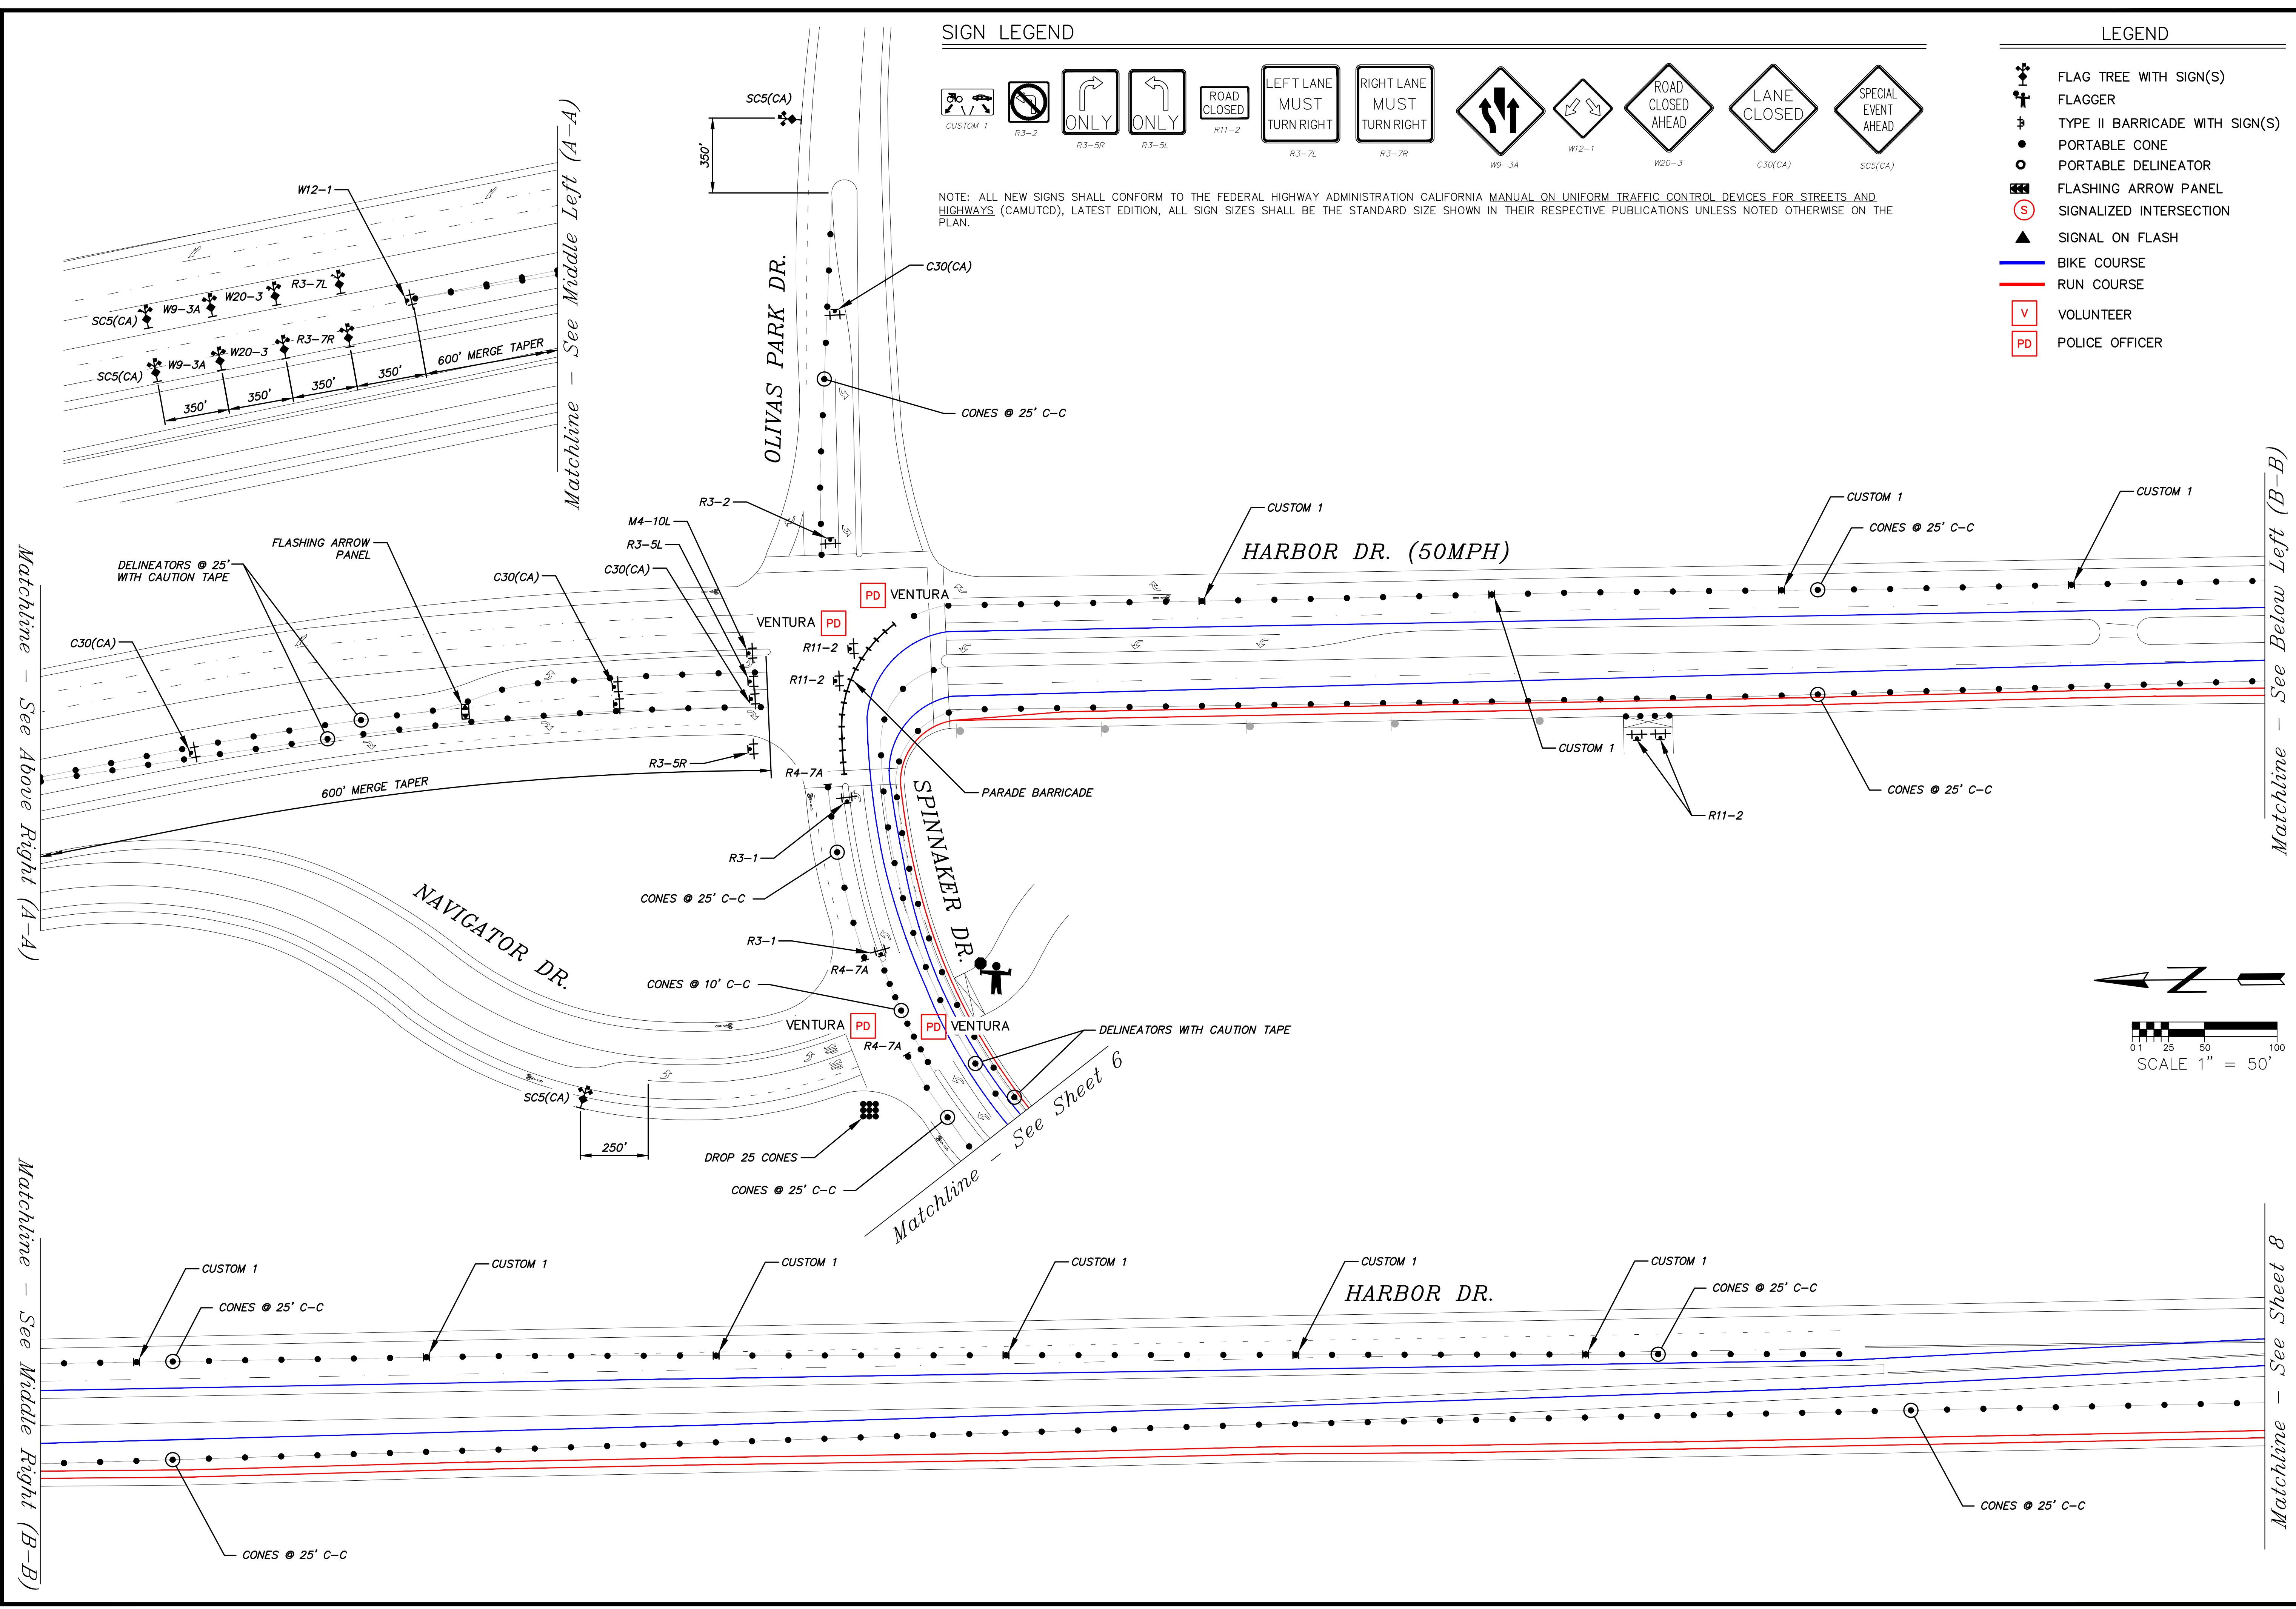 SIGN LEGEND
CUSTOM 1
R3-2
ONLY
R3-5R
ONLY
R3-5L
ROAD
CLOSED
R11-2
LEFT LANE
MUST
TURN RIGHT
R3-7L
RIGHT LANE
MUST
TURN RIGHT
R3-7R
W9-3A
W12-1
ROAD
CLOSED
AHEAD
W20-3
LANE
CLOSED
C30(CA)
SPECIAL
EVENT
AHEAD
SC5(CA)
NOTE: ALL NEW SIGNS SHALL CONFORM TO THE FEDERAL HIGHWAY ADMINISTRATION CALIFORNIA MANUAL ON UNIFORM TRAFFIC CONTROL DEVICES FOR STREETS AND
HIGHWAYS (CAMUTCD), LATEST EDITION, ALL SIGN SIZES SHALL BE THE STANDARD SIZE SHOWN IN THEIR RESPECTIVE PUBLICATIONS UNLESS NOTED OTHERWISE ON THE
PLAN.
LEGEND
FLAG TREE WITH SIGN(S)
FLAGGER
TYPE II BARRICADE WITH SIGN(S)
PORTABLE CONE
PORTABLE DELINEATOR
FLASHING ARROW PANEL
S SIGNALIZED INTERSECTION
SIGNAL ON FLASH
BIKE COURSE
RUN COURSE
V VOLUNTEER
PD POLICE OFFICER
W12-1
SC5(CA)
W9-3A
W20-3
R3-7L
SC5(CA)
W9-3A
W20-3
R3-7R
350'
350'
350'
350'
600' MERGE TAPER
Matchline - See Middle Left (A-A)
SC5(CA)
350'
OLIVAS PARK DR.
C30(CA)
CONES @ 25' C-C
R3-2
M4-10L
R3-5L
C30(CA)
C30(CA)
FLASHING ARROW
PANEL
DELINEATORS @ 25'
WITH CAUTION TAPE
C30(CA)
Matchline - See Above Right (A-A)
600' MERGE TAPER
R3-5R
PD VENTURA
VENTURA PD
R11-2
R11-2
R4-7A
PARADE BARRICADE
HARBOR DR. (50MPH)
CUSTOM 1
CUSTOM 1
CONES @ 25' C-C
CUSTOM 1
CUSTOM 1
R11-2
CONES @ 25' C-C
Matchline - See Below Left (B-B)
SPINNAKER DR.
R3-1
CONES @ 25' C-C
R3-1
R4-7A
CONES @ 10' C-C
VENTURA PD
PD VENTURA
R4-7A
DELINEATORS WITH CAUTION TAPE
NAVIGATOR DR.
SC5(CA)
250'
DROP 25 CONES
CONES @ 25' C-C
Matchline - See Sheet 6
0 1 25 50 100
SCALE 1" = 50'
Matchline - See Middle Right (B-B)
CUSTOM 1
CONES @ 25' C-C
CUSTOM 1
CUSTOM 1
CUSTOM 1
CUSTOM 1
HARBOR DR.
CUSTOM 1
CONES @ 25' C-C
CONES @ 25' C-C
CONES @ 25' C-C
Matchline - See Sheet 8